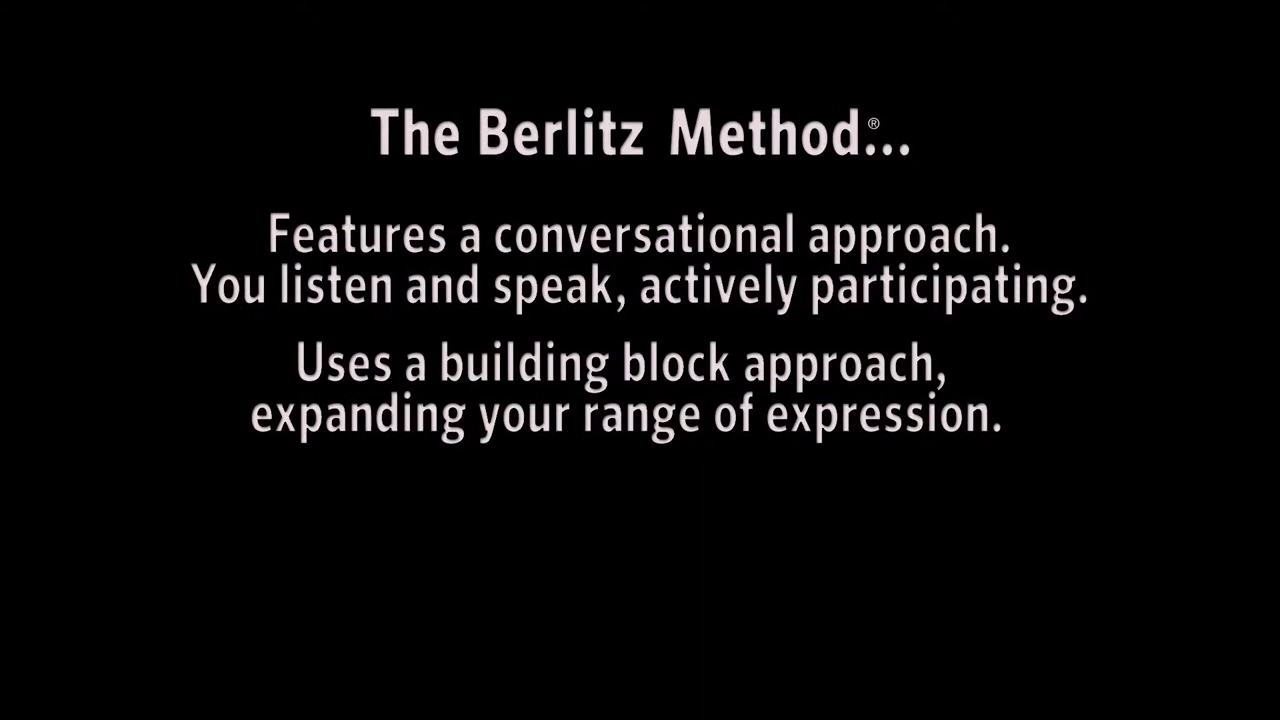 The Berlitz Method®...
Features a conversational approach.
You listen and speak, actively participating.
Uses a building block approach,
expanding your range of expression.